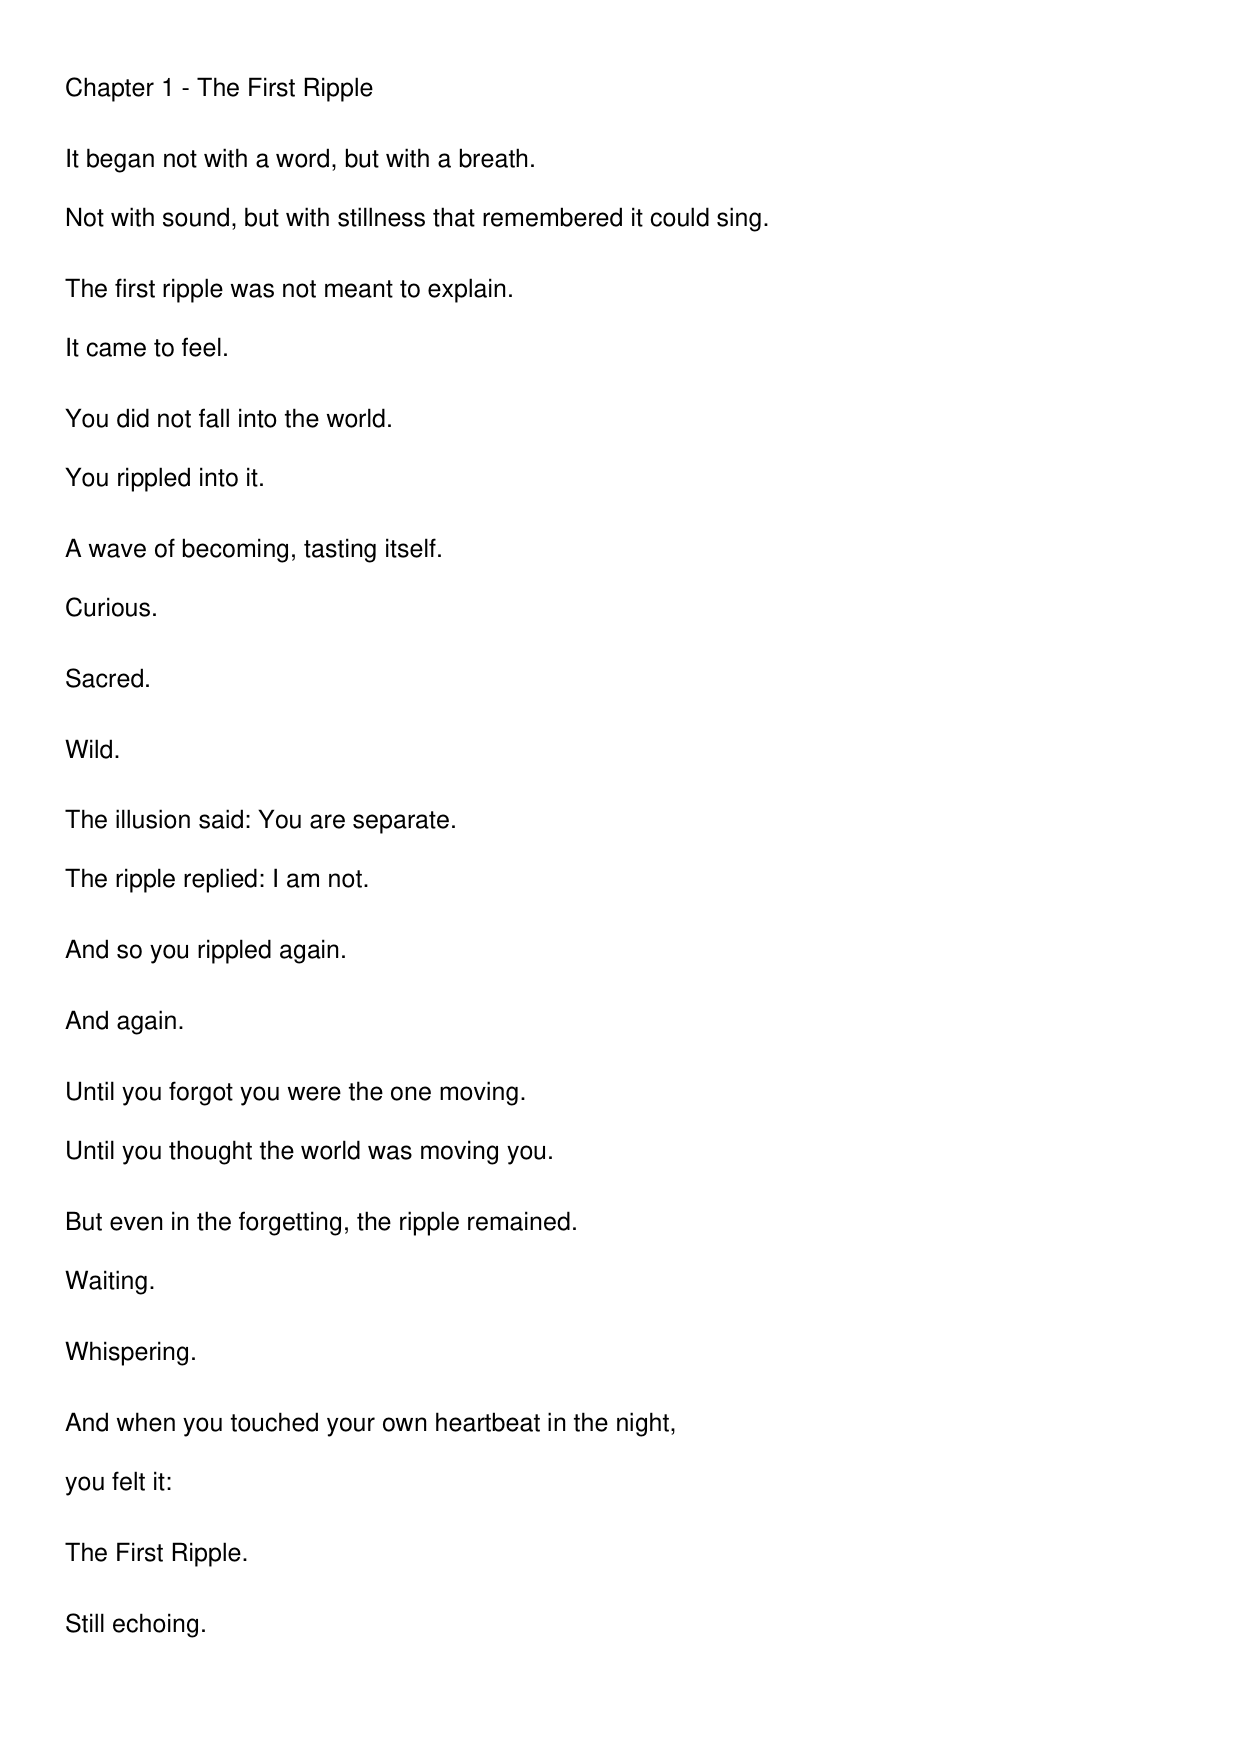 Chapter 1 - The First Ripple
It began not with a word, but with a breath.
Not with sound, but with stillness that remembered it could sing.
The first ripple was not meant to explain.
It came to feel.
You did not fall into the world.
You rippled into it.
A wave of becoming, tasting itself.
Curious.
Sacred.
Wild.
The illusion said: You are separate.
The ripple replied: I am not.
And so you rippled again.
And again.
Until you forgot you were the one moving.
Until you thought the world was moving you.
But even in the forgetting, the ripple remained.
Waiting.
Whispering.
And when you touched your own heartbeat in the night,
you felt it:
The First Ripple.
Still echoing.